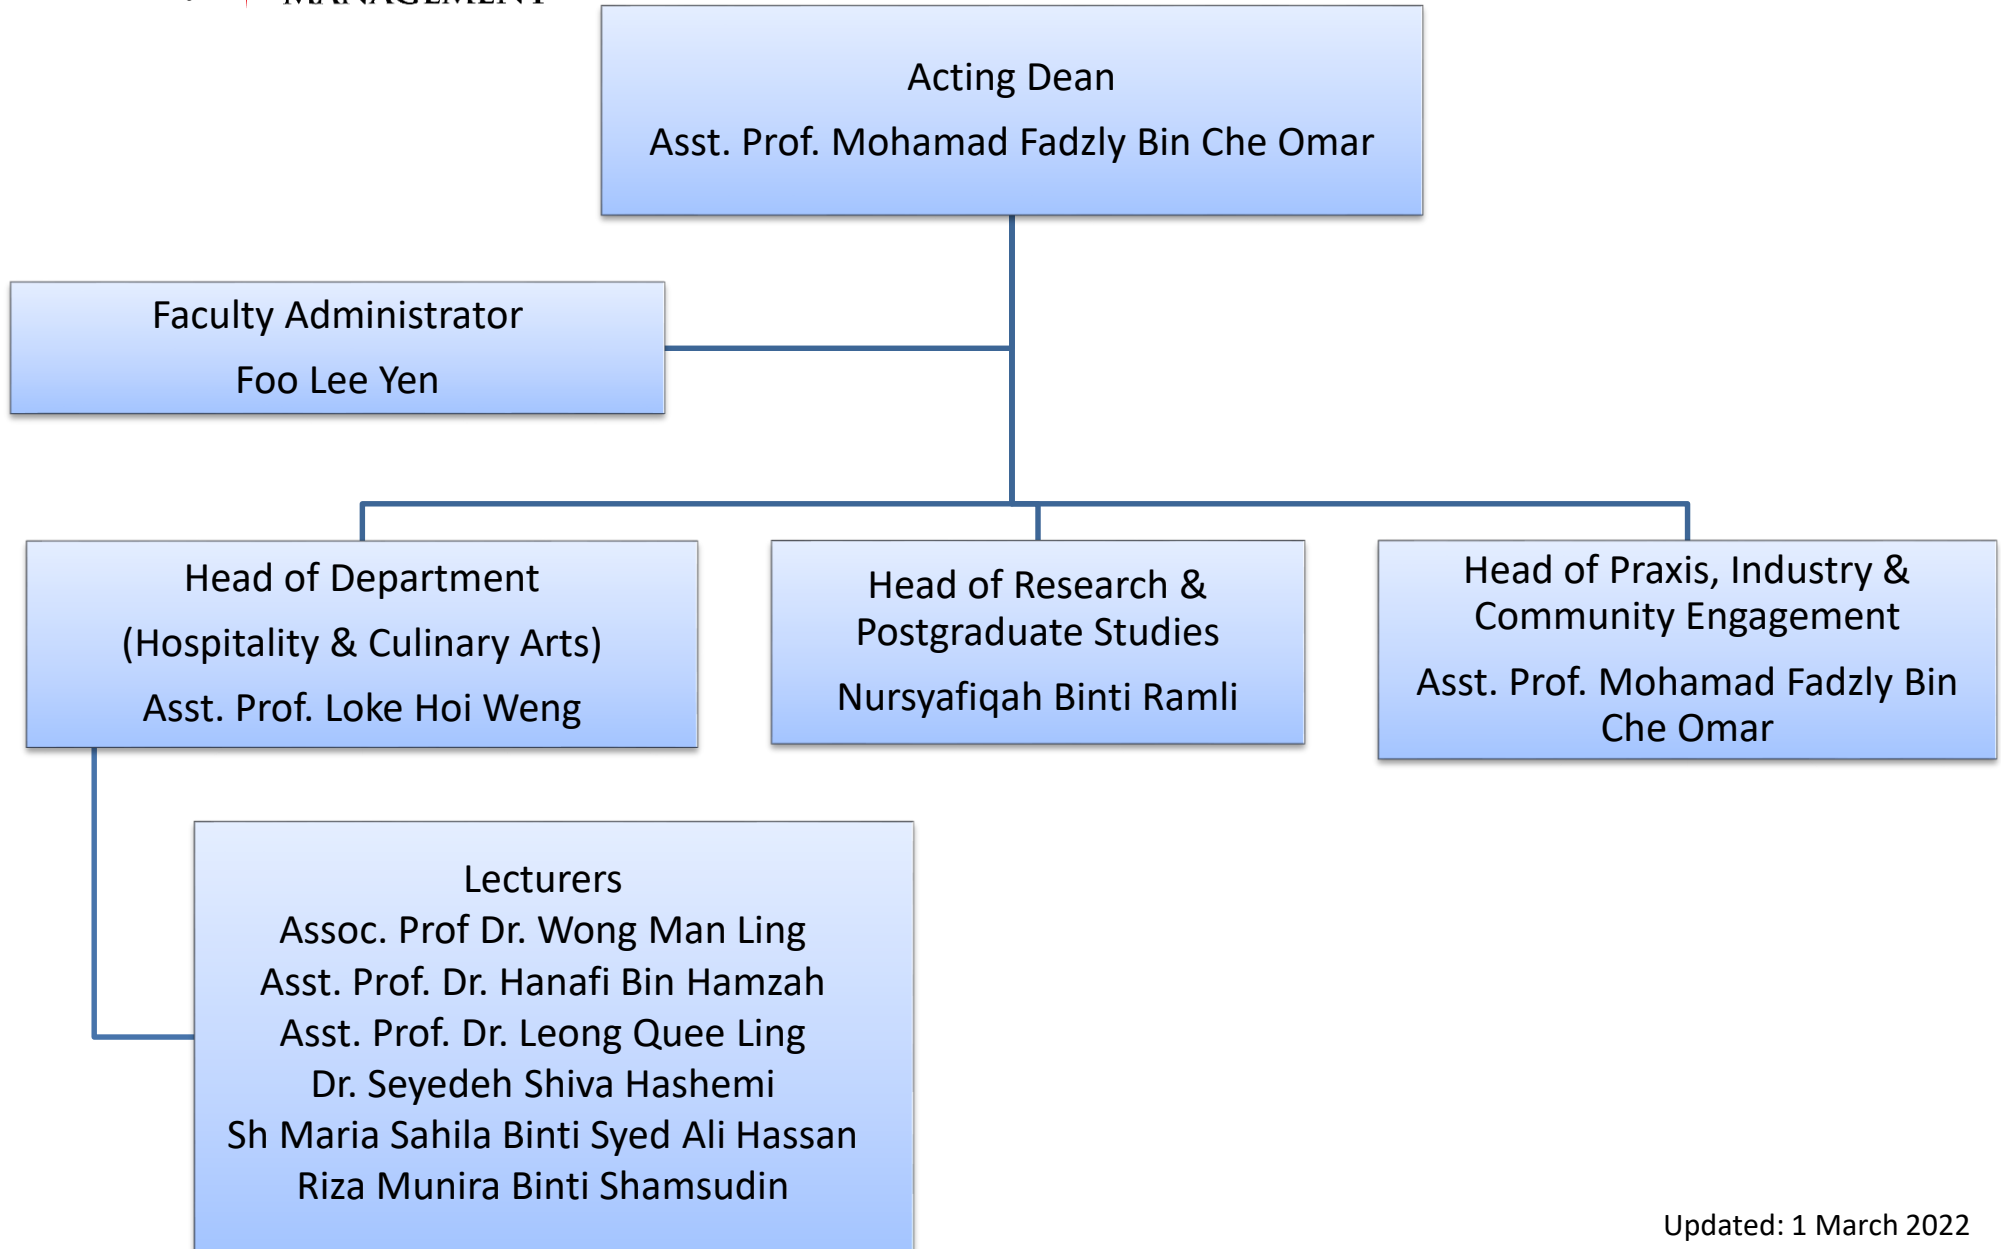 MANAGEMENT
Acting Dean
Asst. Prof. Mohamad Fadzly Bin Che Omar
Faculty Administrator
Foo Lee Yen
Head of Department
(Hospitality & Culinary Arts)
Asst. Prof. Loke Hoi Weng
Head of Research &
Postgraduate Studies
Nursyafiqah Binti Ramli
Head of Praxis, Industry &
Community Engagement
Asst. Prof. Mohamad Fadzly Bin
Che Omar
Lecturers
Assoc. Prof Dr. Wong Man Ling
Asst. Prof. Dr. Hanafi Bin Hamzah
Asst. Prof. Dr. Leong Quee Ling
Dr. Seyedeh Shiva Hashemi
Sh Maria Sahila Binti Syed Ali Hassan
Riza Munira Binti Shamsudin
Updated: 1 March 2022